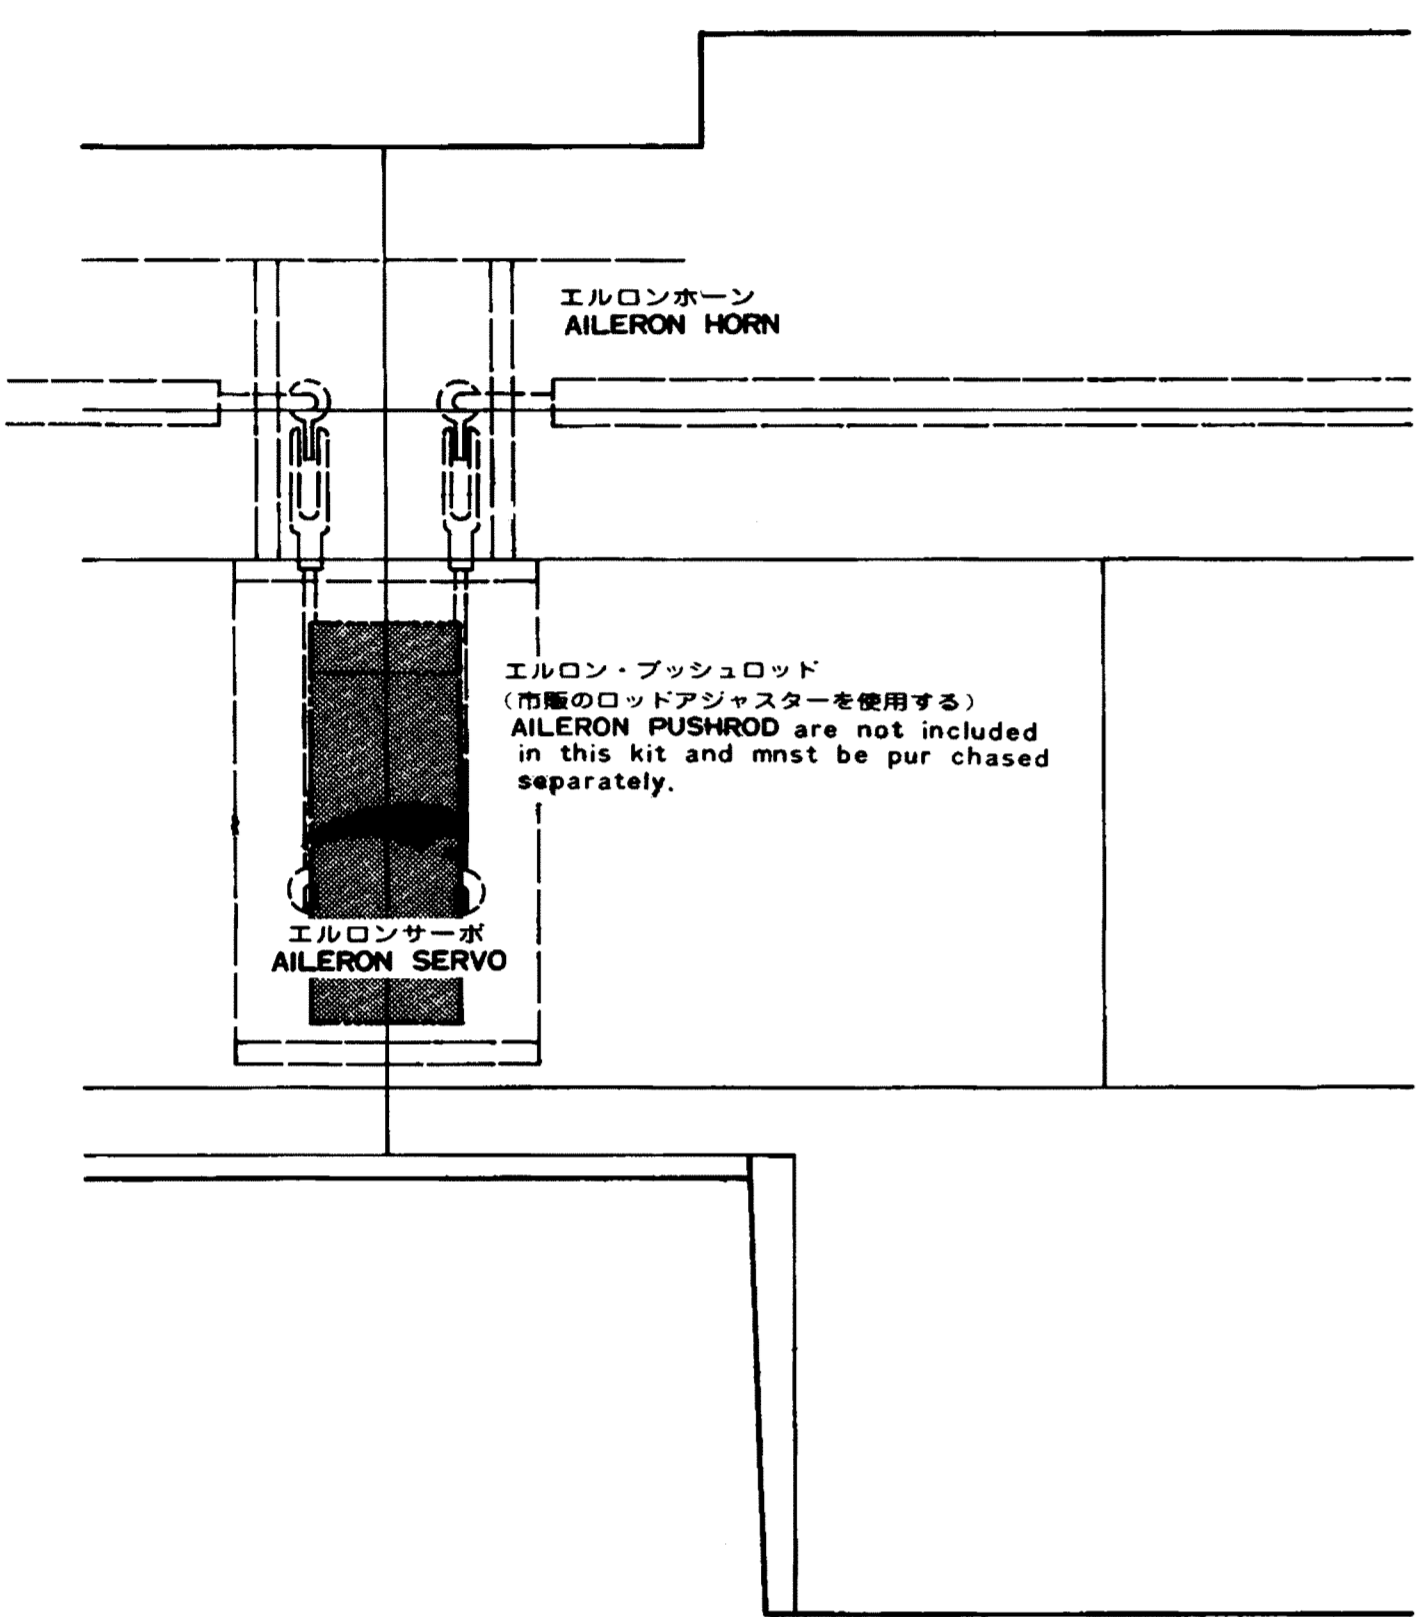 エルロンホーン
AILERON HORN
エルロン・プッシュロッド
(市販のロッドアジャスターを使用する)
AILERON PUSHROD are not included
in this kit and mnst be pur chased
separately.
エルロンサーボ
AILERON SERVO